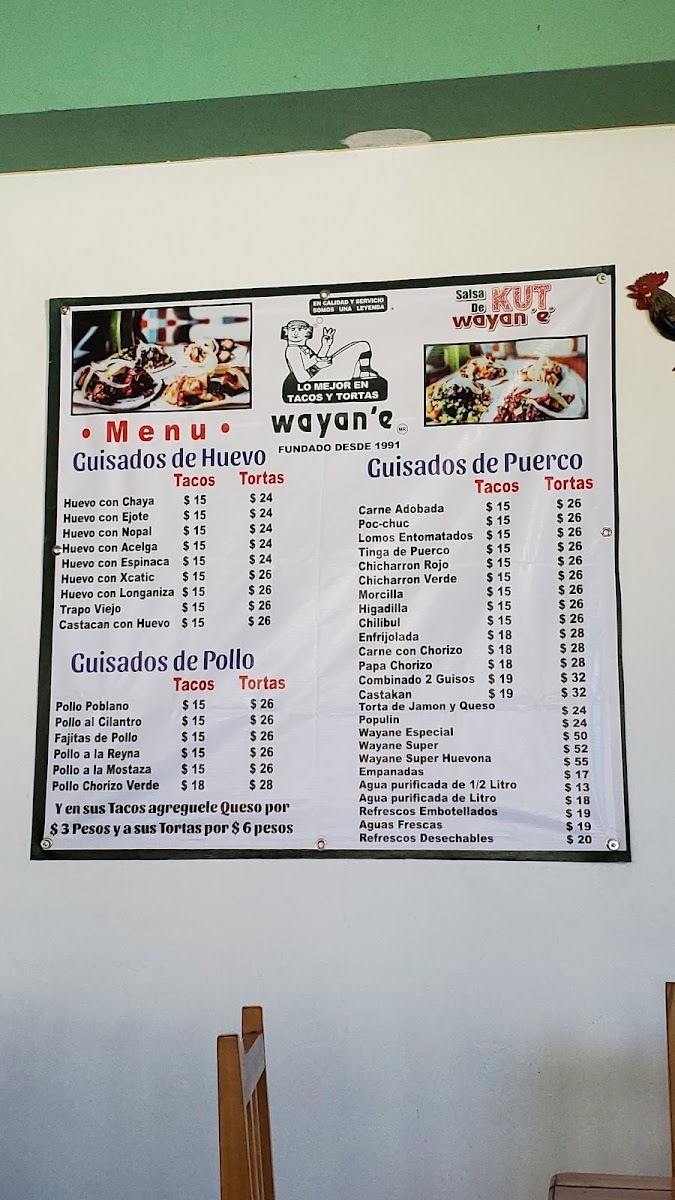 EN CALIDAD Y SERVICIO
SOMOS UNA LEYENDA
LO MEJOR EN
TACOS Y TORTAS
wayan'e
MR
FUNDADO DESDE 1991
Salsa
De KUT
wayan'e
• Menu •
Guisados de Huevo
Tacos Tortas
Huevo con Chaya $ 15 $ 24
Huevo con Ejote $ 15 $ 24
Huevo con Nopal $ 15 $ 24
Huevo con Acelga $ 15 $ 24
Huevo con Espinaca $ 15 $ 24
Huevo con Xcatic $ 15 $ 26
Huevo con Longaniza $ 15 $ 26
Trapo Viejo $ 15 $ 26
Castacan con Huevo $ 15 $ 26
Guisados de Pollo
Tacos Tortas
Pollo Poblano $ 15 $ 26
Pollo al Cilantro $ 15 $ 26
Fajitas de Pollo $ 15 $ 26
Pollo a la Reyna $ 15 $ 26
Pollo a la Mostaza $ 15 $ 26
Pollo Chorizo Verde $ 18 $ 28
Y en sus Tacos agreguele Queso por
$ 3 Pesos y a sus Tortas por $ 6 pesos
Guisados de Puerco
Tacos Tortas
Carne Adobada $ 15 $ 26
Poc-chuc $ 15 $ 26
Lomos Entomatados $ 15 $ 26
Tinga de Puerco $ 15 $ 26
Chicharron Rojo $ 15 $ 26
Chicharron Verde $ 15 $ 26
Morcilla $ 15 $ 26
Higadilla $ 15 $ 26
Chilibul $ 15 $ 26
Enfrijolada $ 18 $ 28
Carne con Chorizo $ 18 $ 28
Papa Chorizo $ 18 $ 28
Combinado 2 Guisos $ 19 $ 32
Castakan $ 19 $ 32
Torta de Jamon y Queso $ 24
Populin $ 24
Wayane Especial $ 50
Wayane Super $ 52
Wayane Super Huevona $ 55
Empanadas $ 17
Agua purificada de 1/2 Litro $ 13
Agua purificada de Litro $ 18
Refrescos Embotellados $ 19
Aguas Frescas $ 19
Refrescos Desechables $ 20